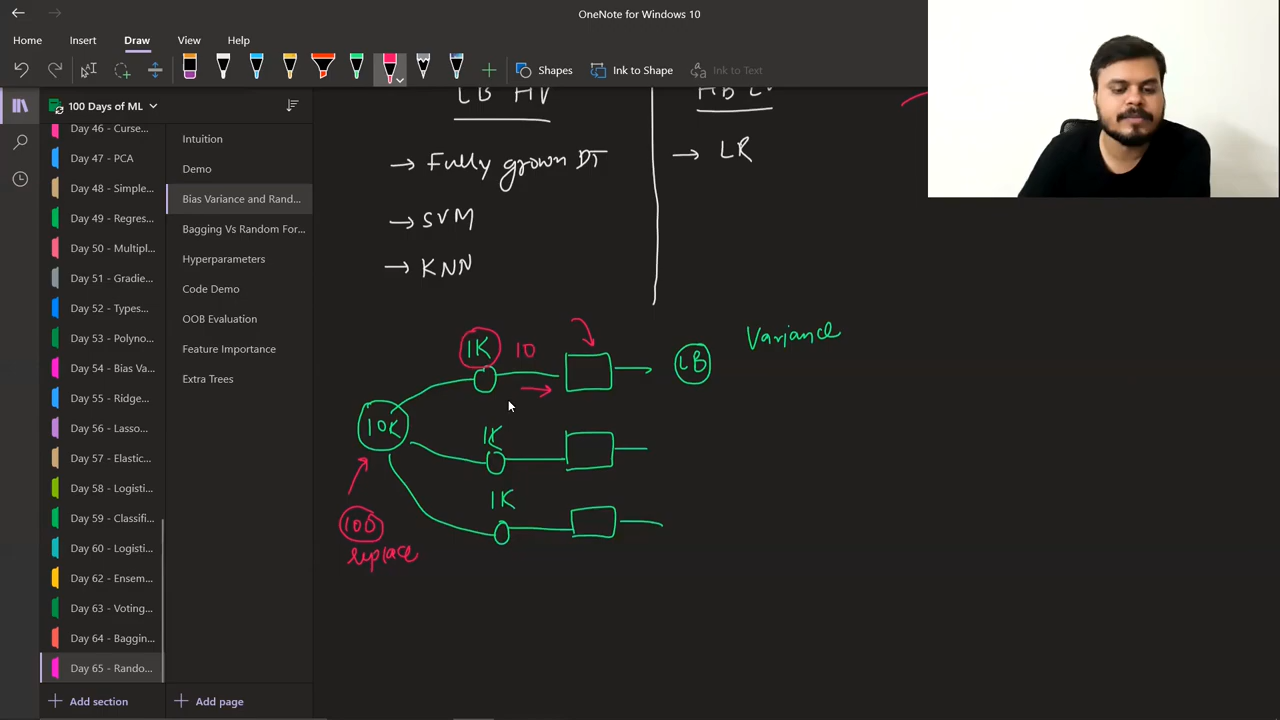 OneNote for Windows 10
Home Insert Draw View Help
Shapes Ink to Shape Ink to Text
100 Days of ML
Day 46 - Curse...
Day 47 - PCA
Day 48 - Simple...
Day 49 - Regres...
Day 50 - Multipl...
Day 51 - Gradie...
Day 52 - Types...
Day 53 - Polyno...
Day 54 - Bias Va...
Day 55 - Ridge...
Day 56 - Lasso...
Day 57 - Elastic...
Day 58 - Logisti...
Day 59 - Classifi...
Day 60 - Logisti...
Day 62 - Ensem...
Day 63 - Voting...
Day 64 - Baggin...
Day 65 - Rando...
Add section
Intuition
Demo
Bias Variance and Rand...
Bagging Vs Random For...
Hyperparameters
Code Demo
OOB Evaluation
Feature Importance
Extra Trees
Add page
LB HV
→ Fully grown DT
→ SVM
→ KNN
HB LV
→ LR
1K 10
LB
Variance
10K
1K
1K
100
replace